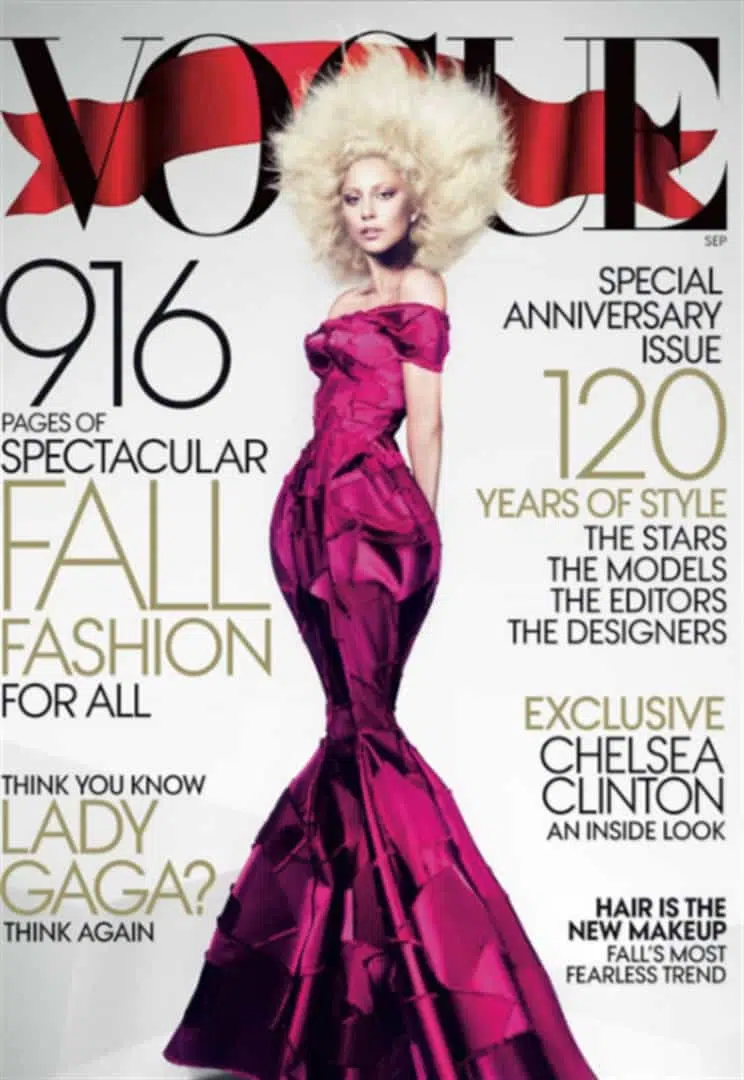 VOGUE
SEP
916
PAGES OF
SPECTACULAR
FALL
FASHION
FOR ALL
THINK YOU KNOW
LADY
GAGA?
THINK AGAIN
SPECIAL
ANNIVERSARY
ISSUE
120
YEARS OF STYLE
THE STARS
THE MODELS
THE EDITORS
THE DESIGNERS
EXCLUSIVE
CHELSEA
CLINTON
AN INSIDE LOOK
HAIR IS THE
NEW MAKEUP
FALL'S MOST
FEARLESS TREND